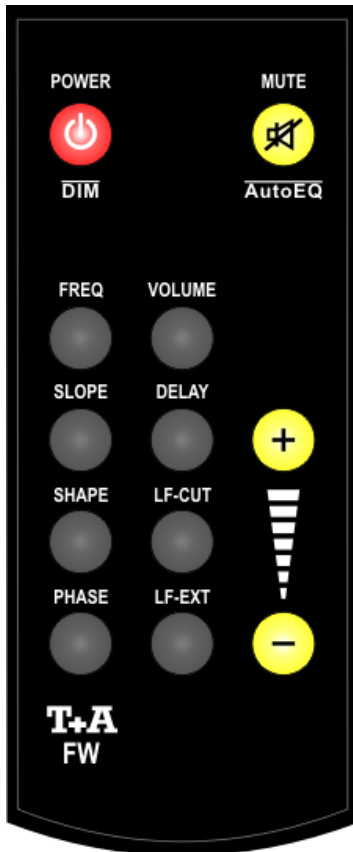 POWER MUTE
DIM AutoEQ
FREQ VOLUME
SLOPE DELAY
+
SHAPE LF-CUT
PHASE LF-EXT
−
T+A
FW